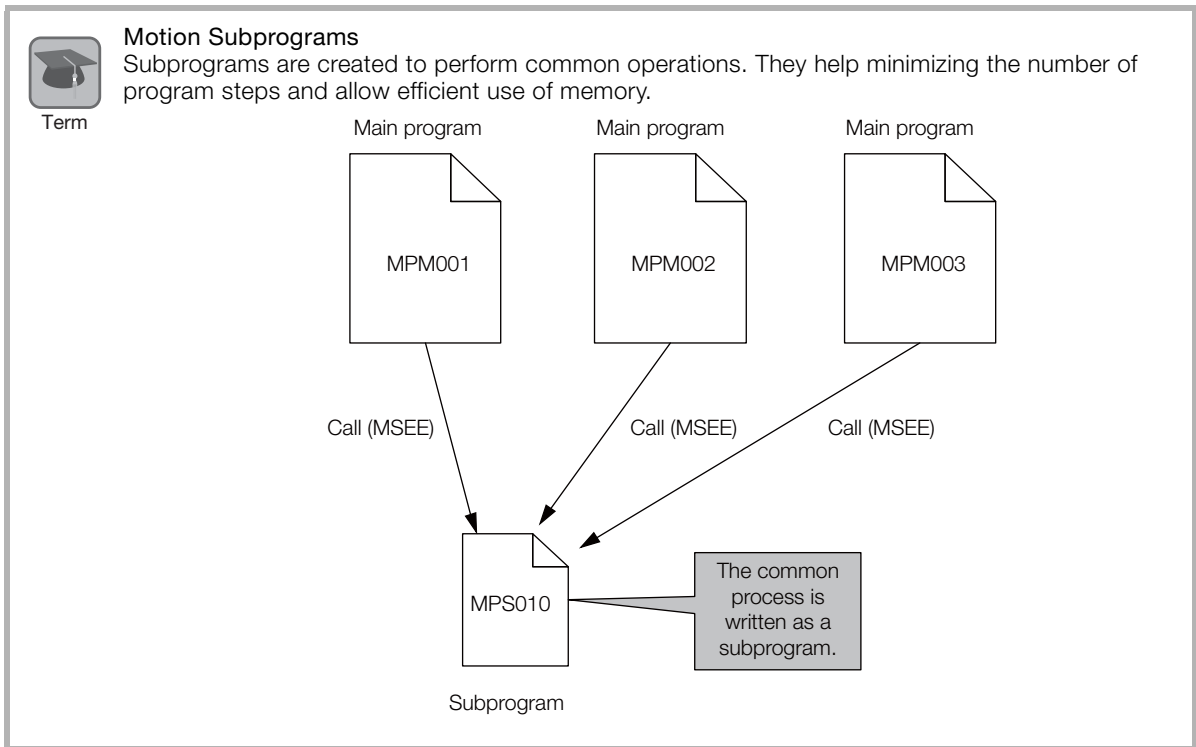 Motion Subprograms
Subprograms are created to perform common operations. They help minimizing the number of
program steps and allow efficient use of memory.
Term
Main program
Main program
Main program
MPM001
MPM002
MPM003
Call (MSEE)
Call (MSEE)
Call (MSEE)
MPS010
The common
process is
written as a
subprogram.
Subprogram